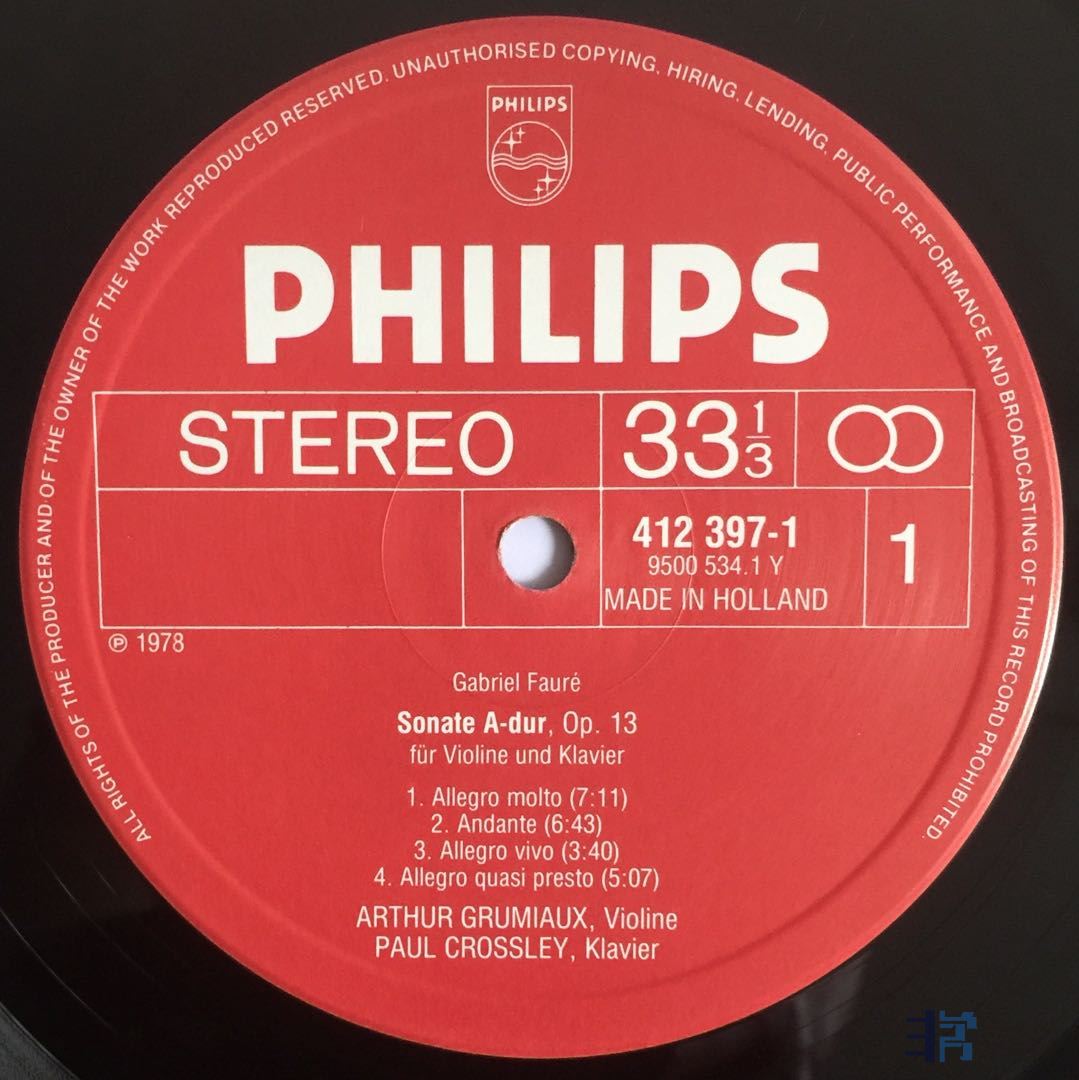 ALL RIGHTS OF THE PRODUCER AND OF THE OWNER OF THE WORK REPRODUCED RESERVED. UNAUTHORISED COPYING, HIRING, LENDING, PUBLIC PERFORMANCE AND BROADCASTING OF THIS RECORD PROHIBITED.
PHILIPS
PHILIPS
STEREO
33 1/3
412 397-1
9500 534.1 Y
MADE IN HOLLAND
1
℗ 1978
Gabriel Fauré
Sonate A-dur, Op. 13
für Violine und Klavier
1. Allegro molto (7:11)
2. Andante (6:43)
3. Allegro vivo (3:40)
4. Allegro quasi presto (5:07)
ARTHUR GRUMIAUX, Violine
PAUL CROSSLEY, Klavier